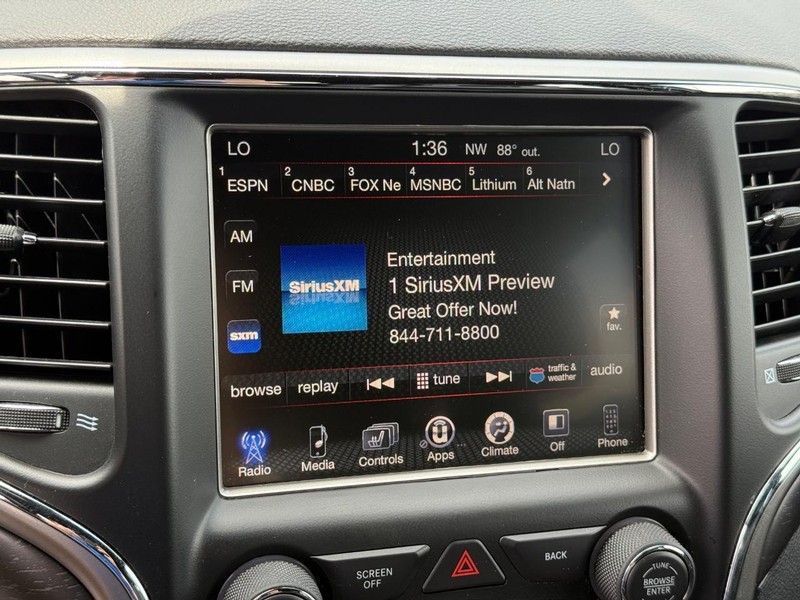 LO 1:36 NW 88° out. LO
1 ESPN 2 CNBC 3 FOX Ne 4 MSNBC 5 Lithium 6 Alt Natn >
AM
FM
sxm
SiriusXM
Entertainment
1 SiriusXM Preview
Great Offer Now!
844-711-8800
fav.
browse replay tune traffic & weather audio
Radio Media Controls Apps Climate Off Phone
SCREEN
OFF
BACK
TUNE
BROWSE
ENTER